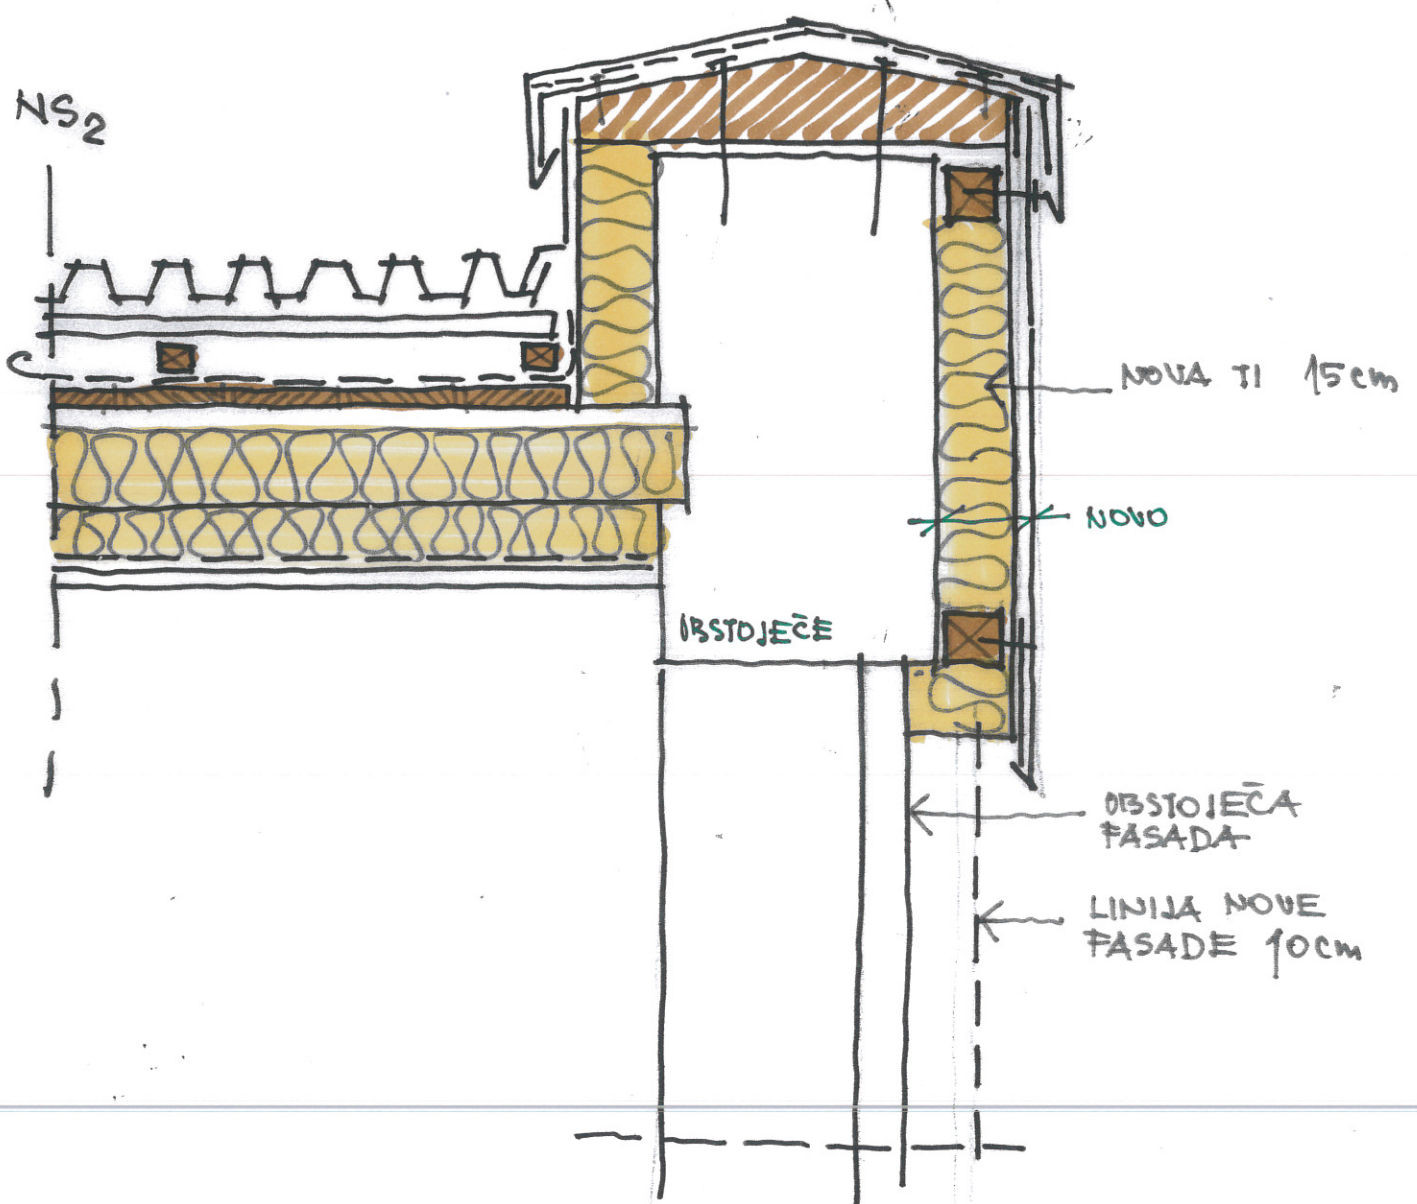 NS2
NOVA TI 15cm
NOVO
OBSTOJEČE
OBSTOJEČA
FASADA
LINIJA NOVE
FASADE 10cm